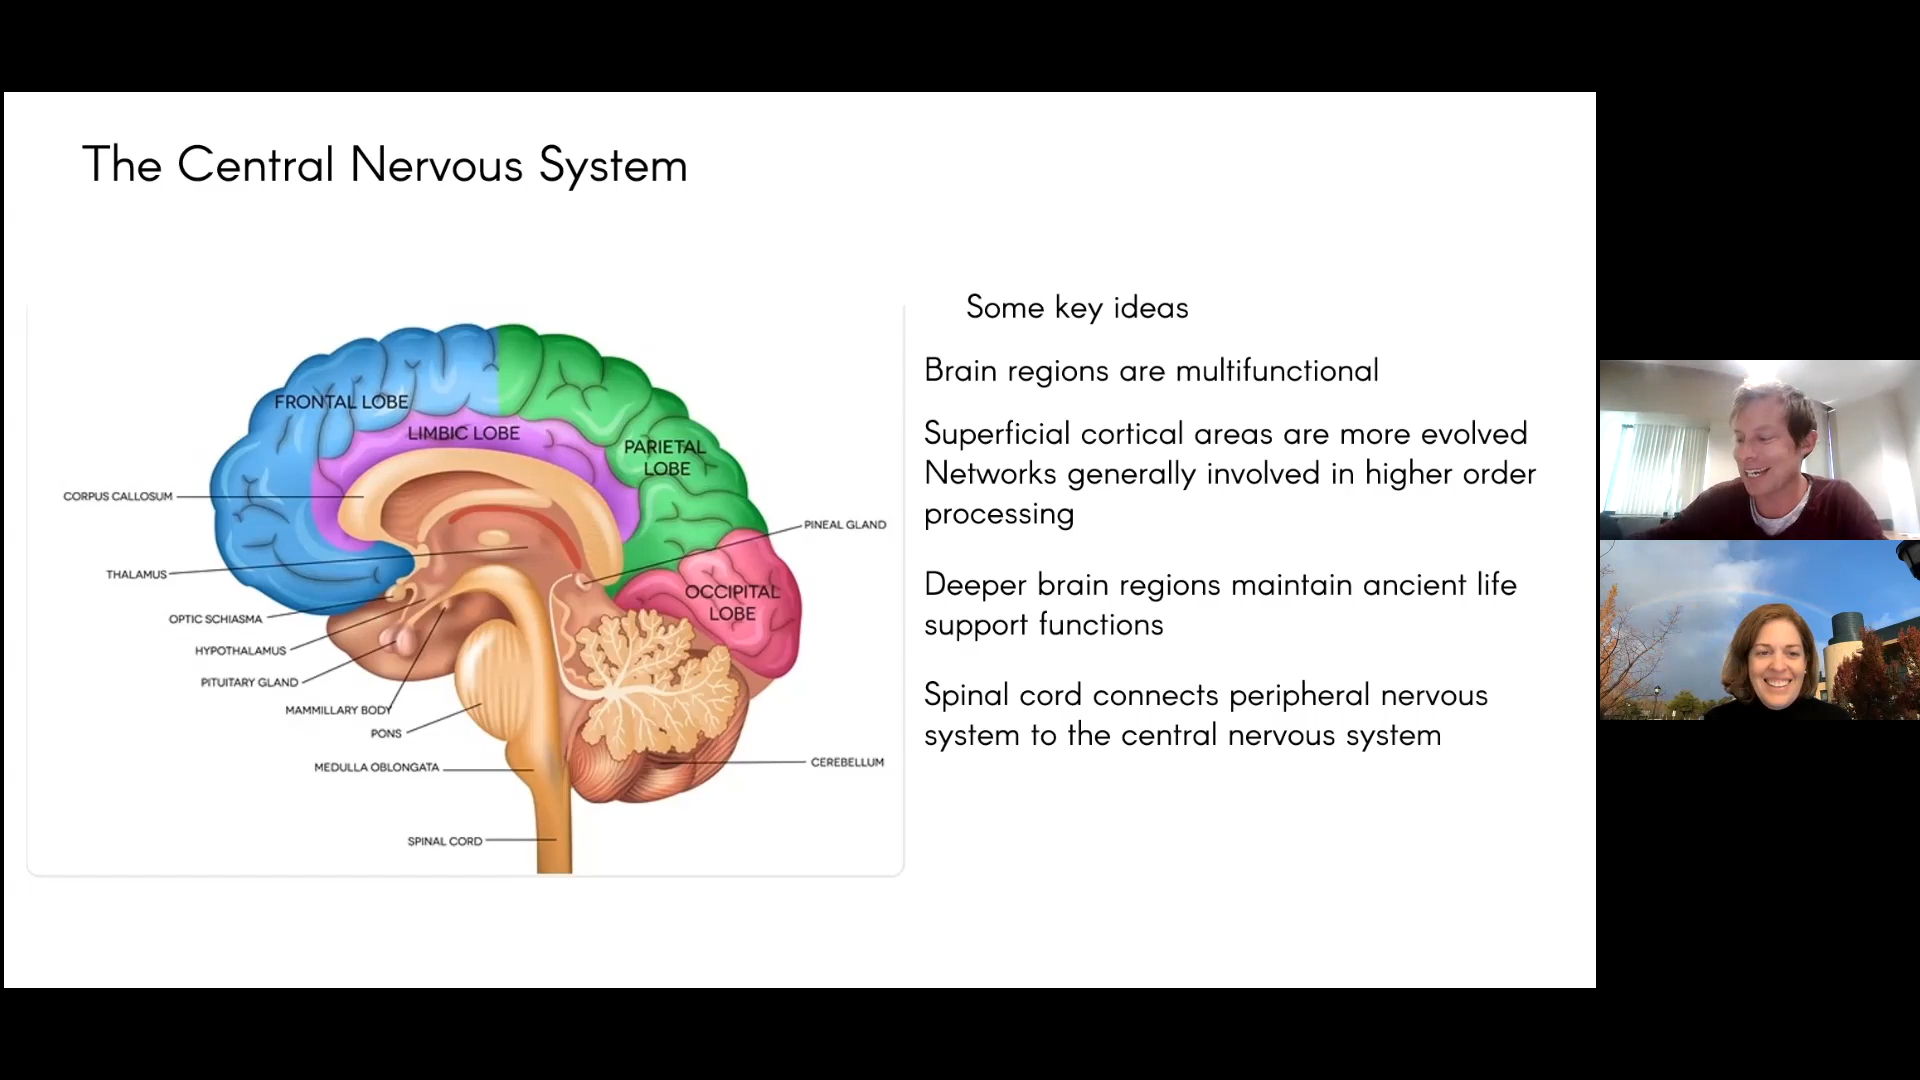 The Central Nervous System
FRONTAL LOBE
LIMBIC LOBE
PARIETAL
LOBE
OCCIPITAL
LOBE
CORPUS CALLOSUM
THALAMUS
OPTIC SCHIASMA
HYPOTHALAMUS
PITUITARY GLAND
MAMMILLARY BODY
PONS
MEDULLA OBLONGATA
SPINAL CORD
PINEAL GLAND
CEREBELLUM
Some key ideas
Brain regions are multifunctional
Superficial cortical areas are more evolved
Networks generally involved in higher order
processing
Deeper brain regions maintain ancient life
support functions
Spinal cord connects peripheral nervous
system to the central nervous system